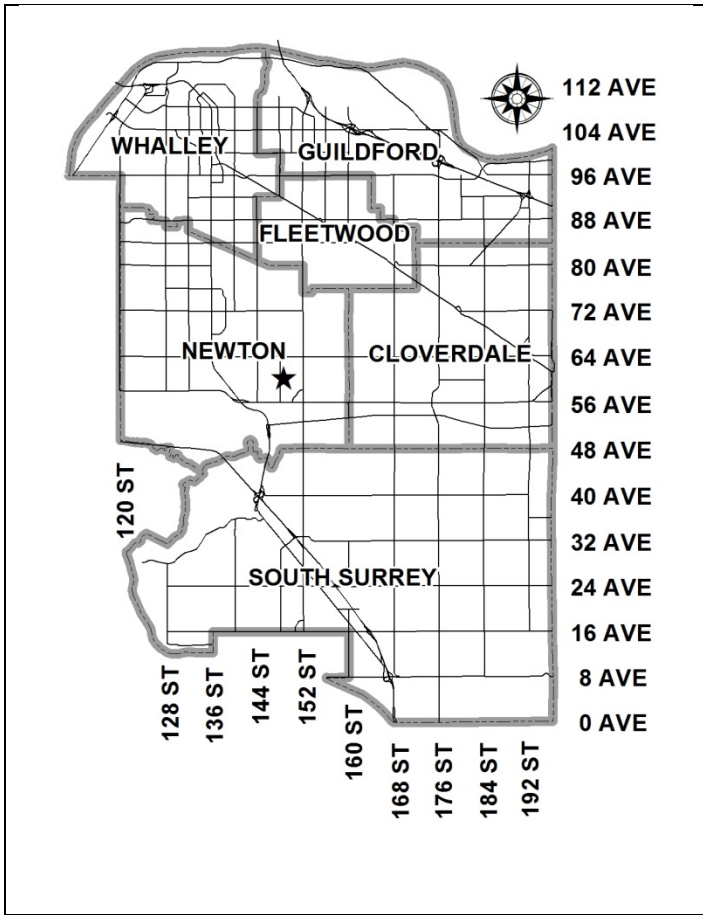 112 AVE
104 AVE
WHALLEY
GUILDFORD
96 AVE
88 AVE
FLEETWOOD
80 AVE
72 AVE
NEWTON
CLOVERDALE
64 AVE
56 AVE
48 AVE
120 ST
40 AVE
32 AVE
SOUTH SURREY
24 AVE
16 AVE
128 ST
136 ST
144 ST
152 ST
160 ST
8 AVE
0 AVE
168 ST
176 ST
184 ST
192 ST